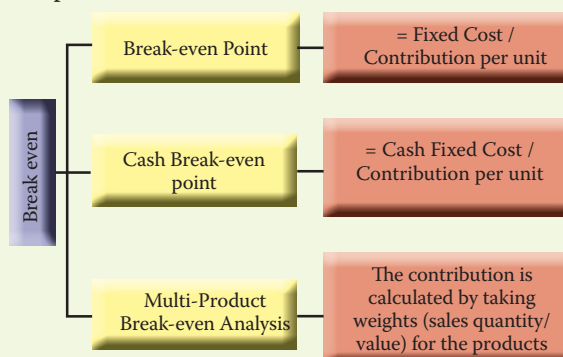 Break even
Break-even Point
= Fixed Cost /
Contribution per unit
Cash Break-even
point
= Cash Fixed Cost /
Contribution per unit
Multi-Product
Break-even Analysis
The contribution is
calculated by taking
weights (sales quantity/
value) for the products